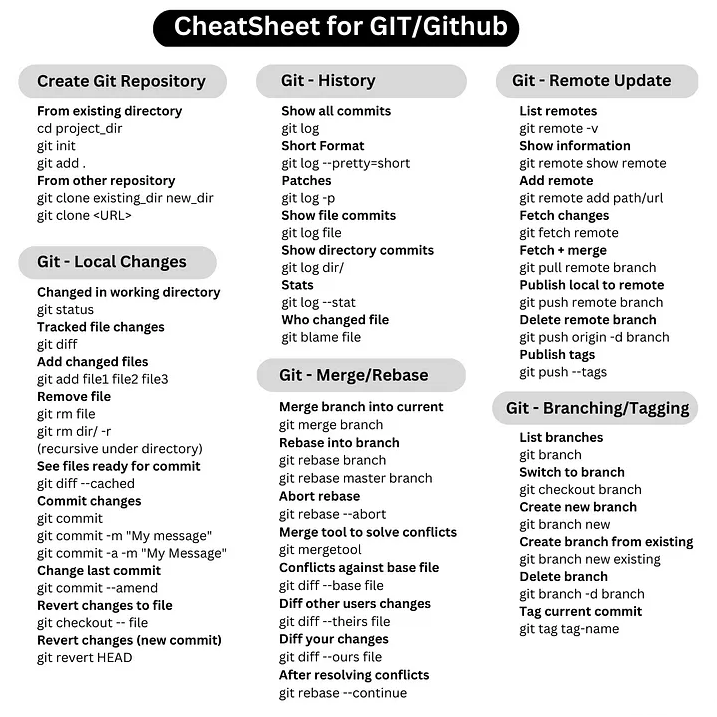 CheatSheet for GIT/Github
Create Git Repository
From existing directory
cd project_dir
git init
git add .
From other repository
git clone existing_dir new_dir
git clone <URL>
Git - Local Changes
Changed in working directory
git status
Tracked file changes
git diff
Add changed files
git add file1 file2 file3
Remove file
git rm file
git rm dir/ -r
(recursive under directory)
See files ready for commit
git diff --cached
Commit changes
git commit
git commit -m "My message"
git commit -a -m "My Message"
Change last commit
git commit --amend
Revert changes to file
git checkout -- file
Revert changes (new commit)
git revert HEAD
Git - History
Show all commits
git log
Short Format
git log --pretty=short
Patches
git log -p
Show file commits
git log file
Show directory commits
git log dir/
Stats
git log --stat
Who changed file
git blame file
Git - Merge/Rebase
Merge branch into current
git merge branch
Rebase into branch
git rebase branch
git rebase master branch
Abort rebase
git rebase --abort
Merge tool to solve conflicts
git mergetool
Conflicts against base file
git diff --base file
Diff other users changes
git diff --theirs file
Diff your changes
git diff --ours file
After resolving conflicts
git rebase --continue
Git - Remote Update
List remotes
git remote -v
Show information
git remote show remote
Add remote
git remote add path/url
Fetch changes
git fetch remote
Fetch + merge
git pull remote branch
Publish local to remote
git push remote branch
Delete remote branch
git push origin -d branch
Publish tags
git push --tags
Git - Branching/Tagging
List branches
git branch
Switch to branch
git checkout branch
Create new branch
git branch new
Create branch from existing
git branch new existing
Delete branch
git branch -d branch
Tag current commit
git tag tag-name